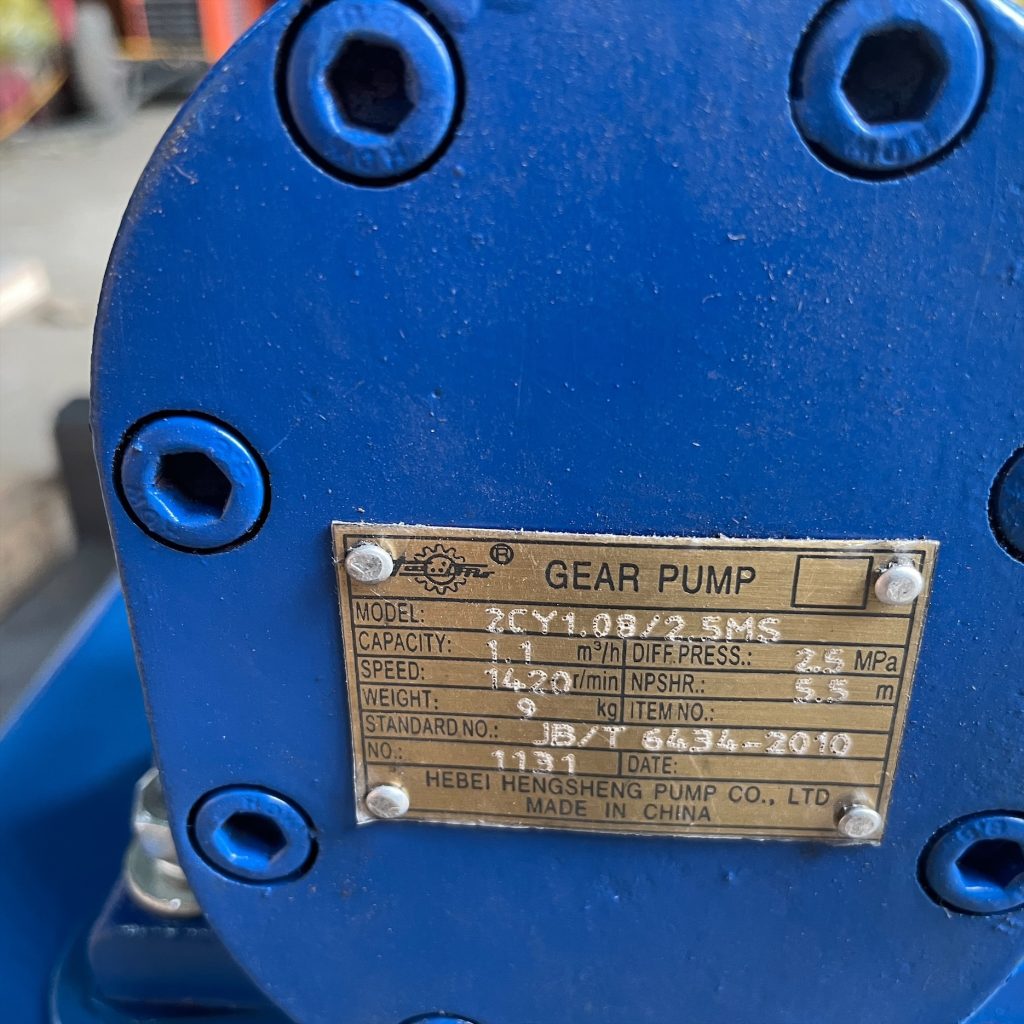 ® GEAR PUMP
MODEL: 2CY1.08/2.5MS
CAPACITY: 1.1 m³/h DIFF.PRESS.: 2.5 MPa
SPEED: 1420 r/min NPSHR.: 5.5 m
WEIGHT: 9 kg ITEM NO.:
STANDARD NO.: JB/T 6434-2010
NO.: 1131 DATE:
HEBEI HENGSHENG PUMP CO., LTD
MADE IN CHINA